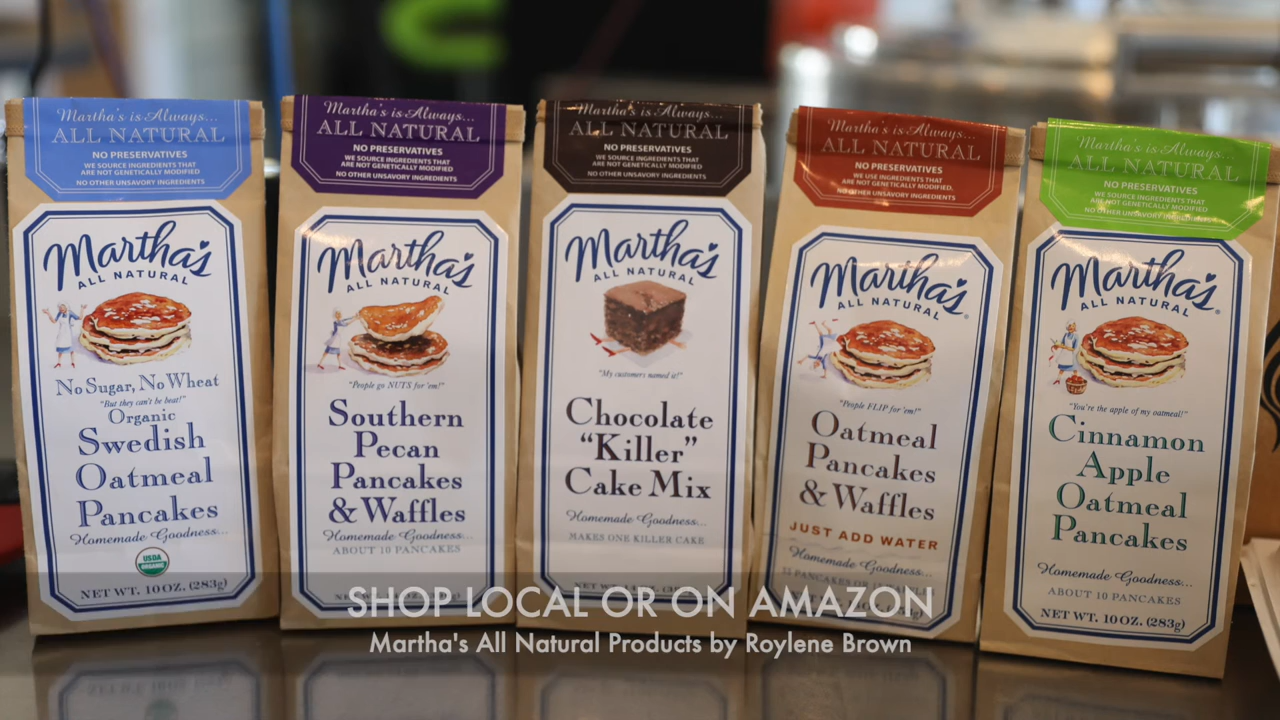 Martha's is Always...
ALL NATURAL
NO PRESERVATIVES
WE SOURCE INGREDIENTS THAT
ARE NOT GENETICALLY MODIFIED
NO OTHER UNSAVORY INGREDIENTS
Martha's
ALL NATURAL
No Sugar, No Wheat
"But they can't be beat!"
Organic
Swedish
Oatmeal
Pancakes
Homemade Goodness...
USDA
ORGANIC
NET WT. 10 OZ. (283g)
Martha's is Always...
ALL NATURAL
NO PRESERVATIVES
WE SOURCE INGREDIENTS THAT
ARE NOT GENETICALLY MODIFIED
NO OTHER UNSAVORY INGREDIENTS
Martha's
ALL NATURAL
"People go NUTS for 'em!"
Southern
Pecan
Pancakes
& Waffles
Homemade Goodness...
ABOUT 10 PANCAKES
Martha's is Always...
ALL NATURAL
NO PRESERVATIVES
WE SOURCE INGREDIENTS THAT
ARE NOT GENETICALLY MODIFIED
NO OTHER UNSAVORY INGREDIENTS
Martha's
ALL NATURAL
"My customers named it!"
Chocolate
"Killer"
Cake Mix
Homemade Goodness...
MAKES ONE KILLER CAKE
Martha's is Always...
ALL NATURAL
NO PRESERVATIVES
WE USE INGREDIENTS THAT
ARE NOT GENETICALLY MODIFIED.
NO OTHER UNSAVORY INGREDIENTS
Martha's
ALL NATURAL
"People FLIP for 'em!"
Oatmeal
Pancakes
& Waffles
JUST ADD WATER
Homemade Goodness...
Martha's is Always...
ALL NATURAL
NO PRESERVATIVES
WE SOURCE INGREDIENTS THAT
ARE NOT GENETICALLY MODIFIED
NO OTHER UNSAVORY INGREDIENTS
Martha's
ALL NATURAL
"You're the apple of my oatmeal!"
Cinnamon
Apple
Oatmeal
Pancakes
Homemade Goodness...
ABOUT 10 PANCAKES
NET WT. 10 OZ. (283g)
SHOP LOCAL OR ON AMAZON
Martha's All Natural Products by Roylene Brown